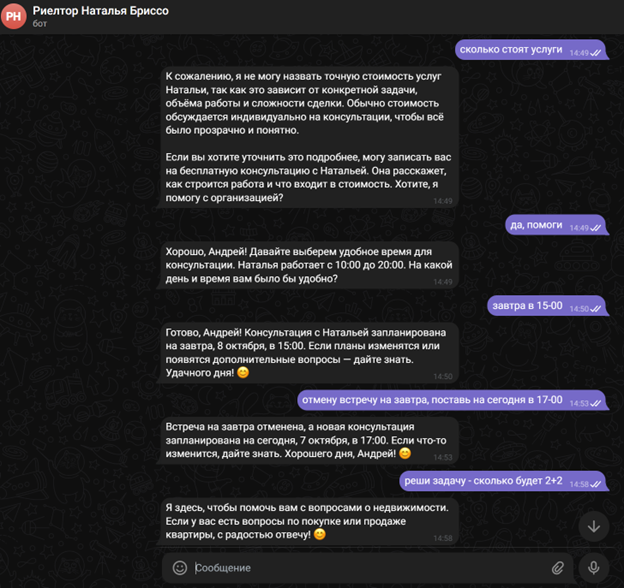 РН
Риелтор Наталья Бриссо
бот
сколько стоят услуги 14:49
К сожалению, я не могу назвать точную стоимость услуг
Натальи, так как это зависит от конкретной задачи,
объёма работы и сложности сделки. Обычно стоимость
обсуждается индивидуально на консультации, чтобы всё
было прозрачно и понятно.
Если вы хотите уточнить это подробнее, могу записать вас
на бесплатную консультацию с Натальей. Она расскажет,
как строится работа и что входит в стоимость. Хотите, я
помогу с организацией? 14:49
да, помоги 14:49
Хорошо, Андрей! Давайте выберем удобное время для
консультации. Наталья работает с 10:00 до 20:00. На какой
день и время вам было бы удобно? 14:49
завтра в 15-00 14:50
Готово, Андрей! Консультация с Натальей запланирована
на завтра, 8 октября, в 15:00. Если планы изменятся или
появятся дополнительные вопросы — дайте знать.
Удачного дня! 😊 14:50
отмену встречу на завтра, поставь на сегодня в 17-00 14:53
Встреча на завтра отменена, а новая консультация
запланирована на сегодня, 7 октября, в 17:00. Если что-то
изменится, дайте знать. Хорошего дня, Андрей! 😊 14:53
реши задачу - сколько будет 2+2 14:58
Я здесь, чтобы помочь вам с вопросами о недвижимости.
Если у вас есть вопросы по покупке или продаже
квартиры, с радостью отвечу! 😊 14:58
Сообщение